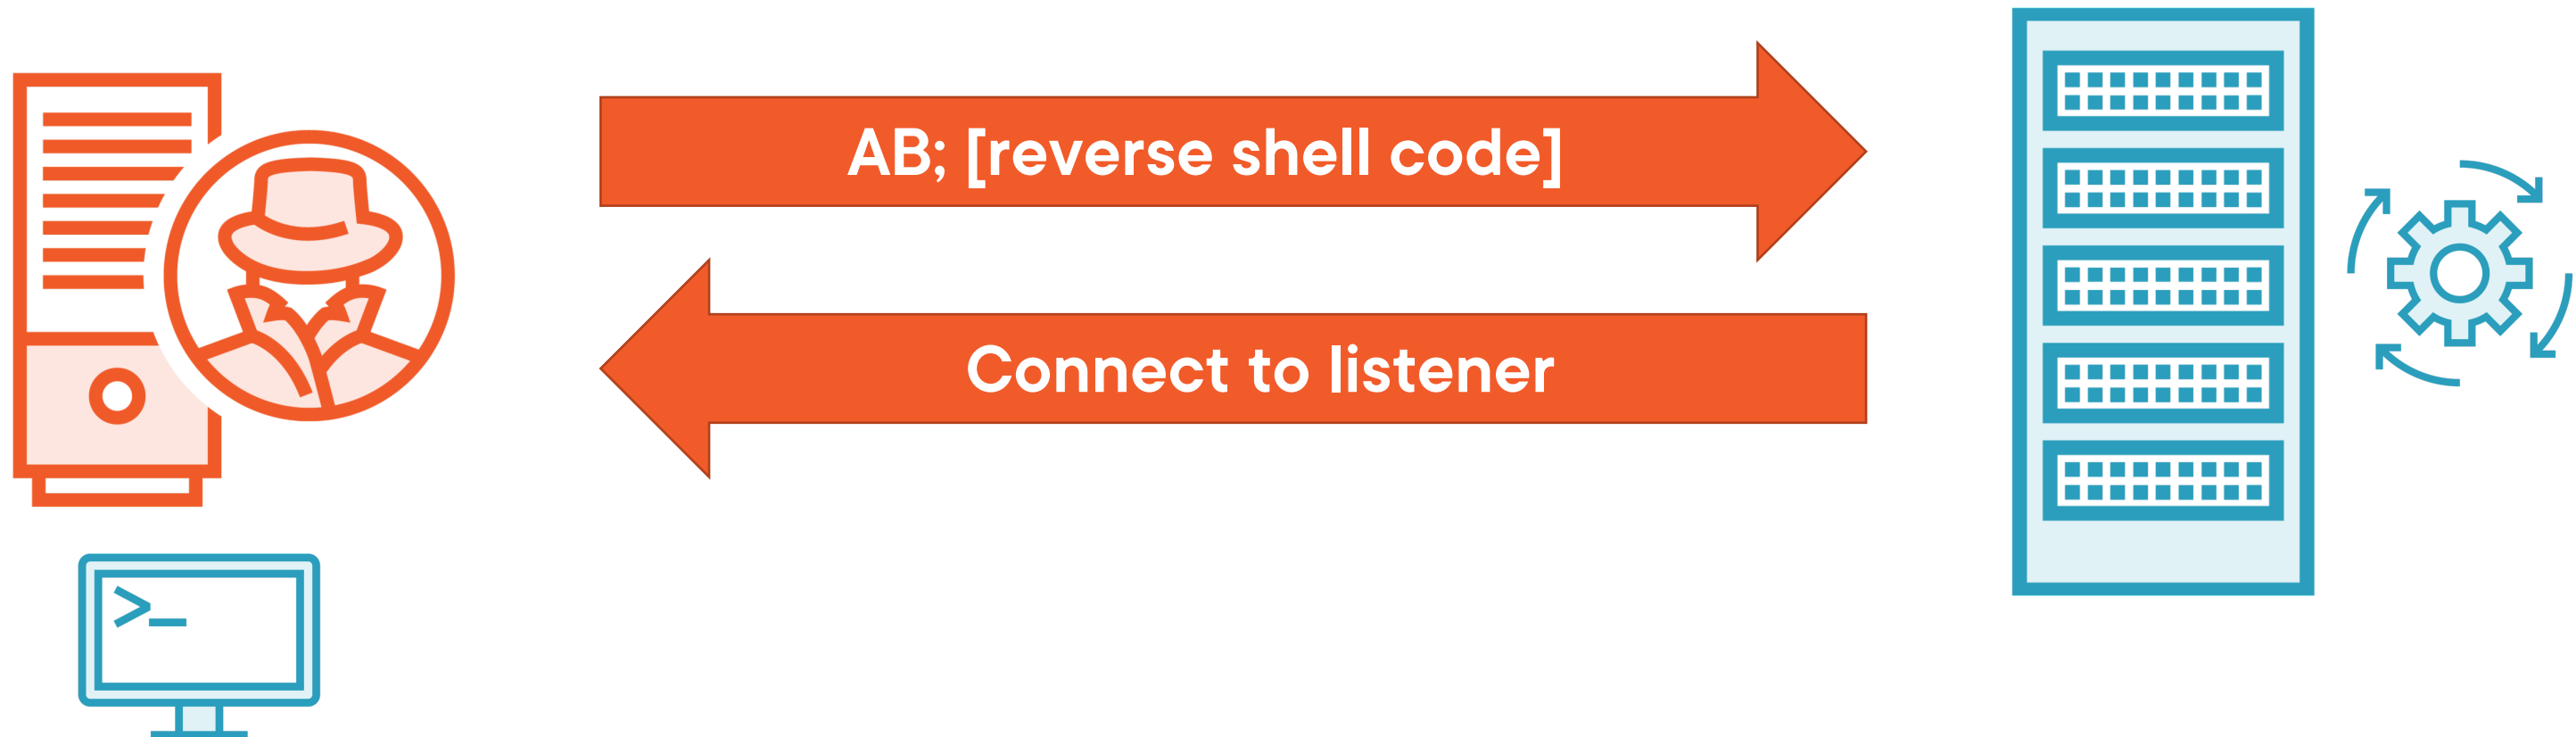 AB; [reverse shell code]
Connect to listener
>_